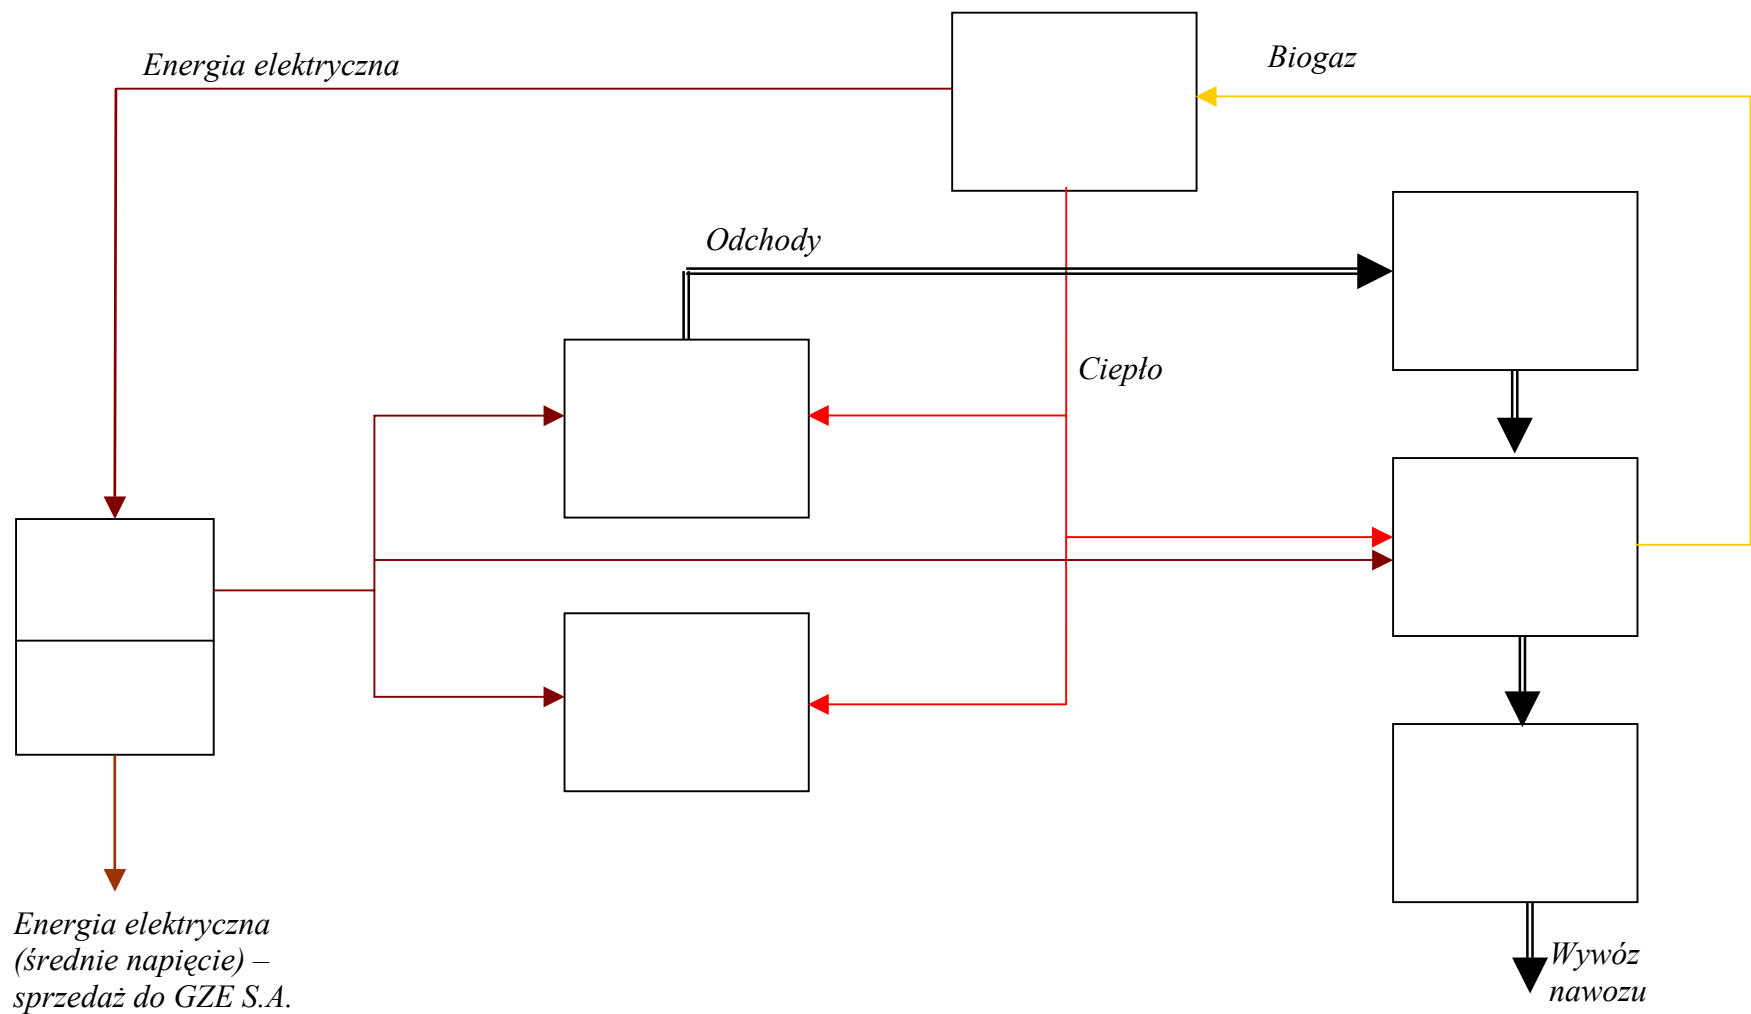 Energia elektryczna
Biogaz
Odchody
Ciepło
Energia elektryczna
(średnie napięcie) –
sprzedaż do GZE S.A.
Wywóz
nawozu